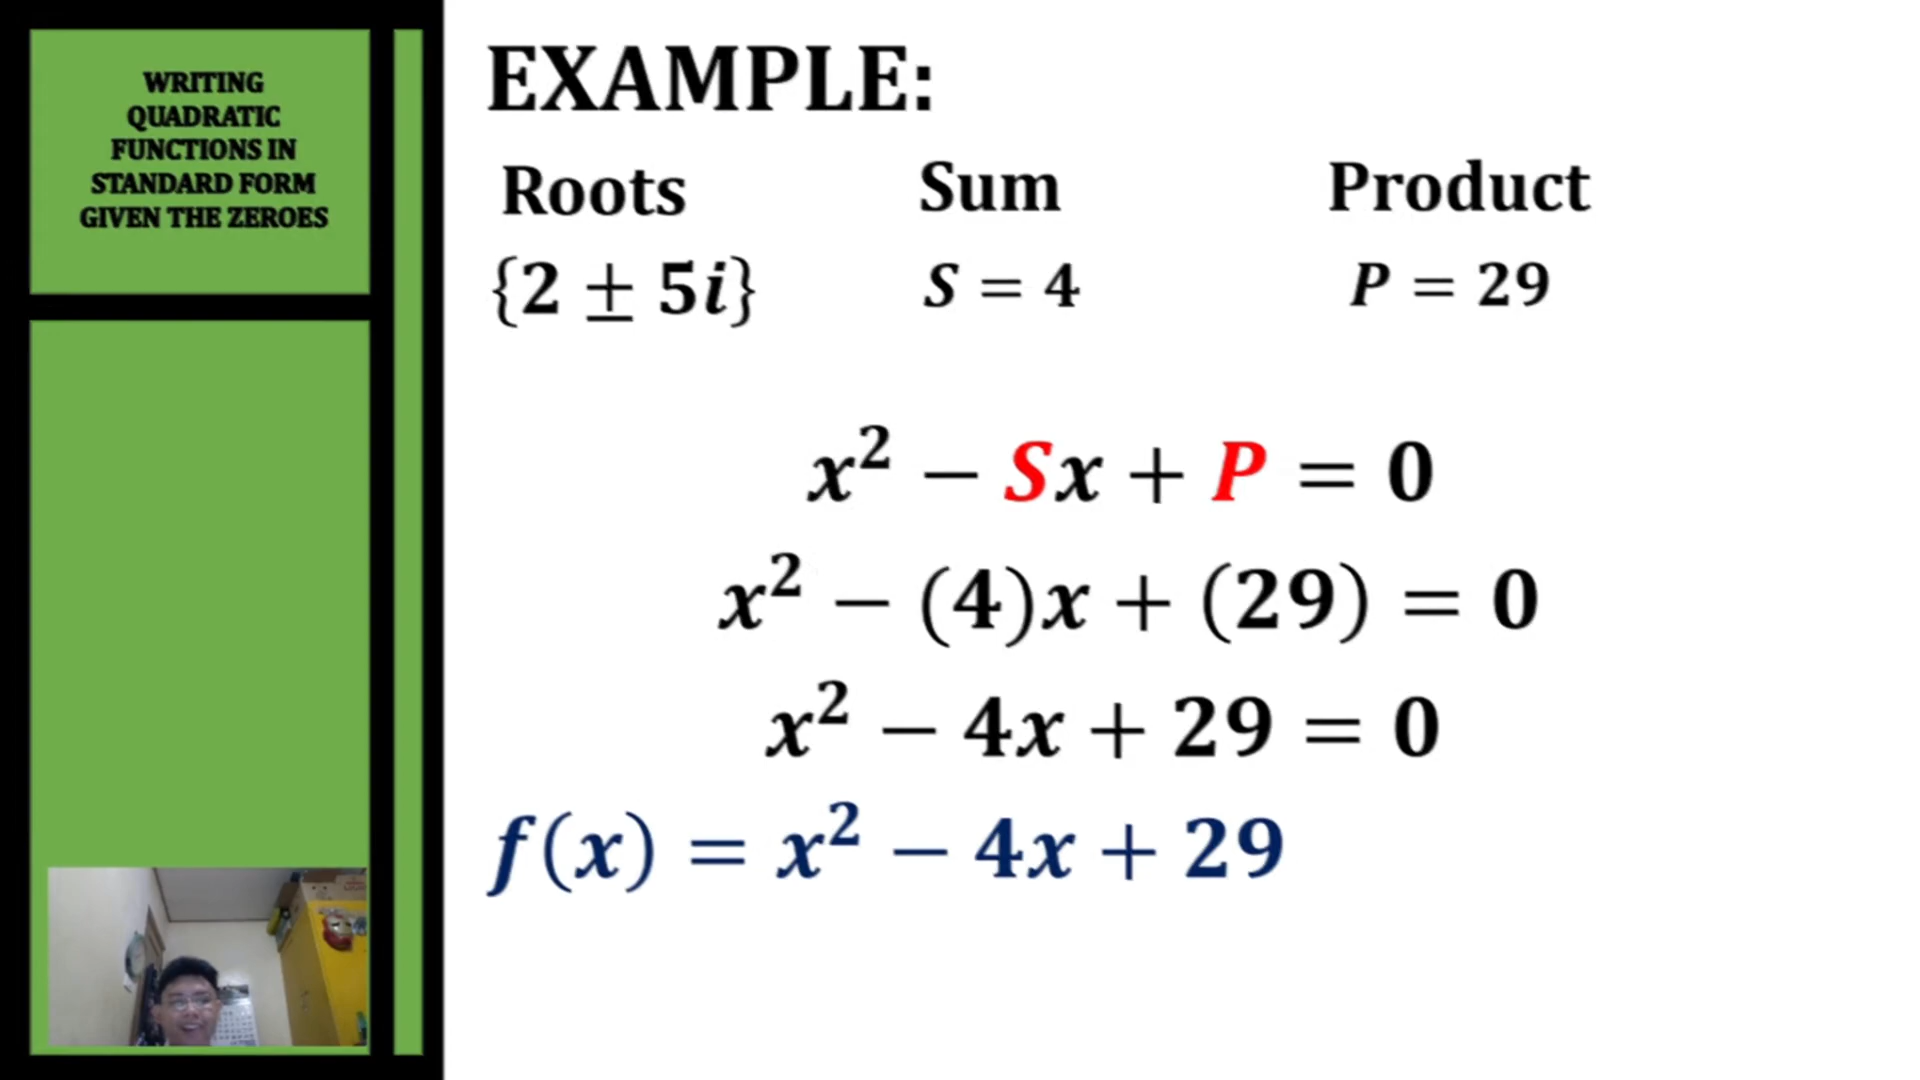 WRITING
QUADRATIC
FUNCTIONS IN
STANDARD FORM
GIVEN THE ZEROES
EXAMPLE:
Roots Sum Product
{2 ± 5i} S = 4 P = 29
x² − Sx + P = 0
x² − (4)x + (29) = 0
x² − 4x + 29 = 0
f(x) = x² − 4x + 29